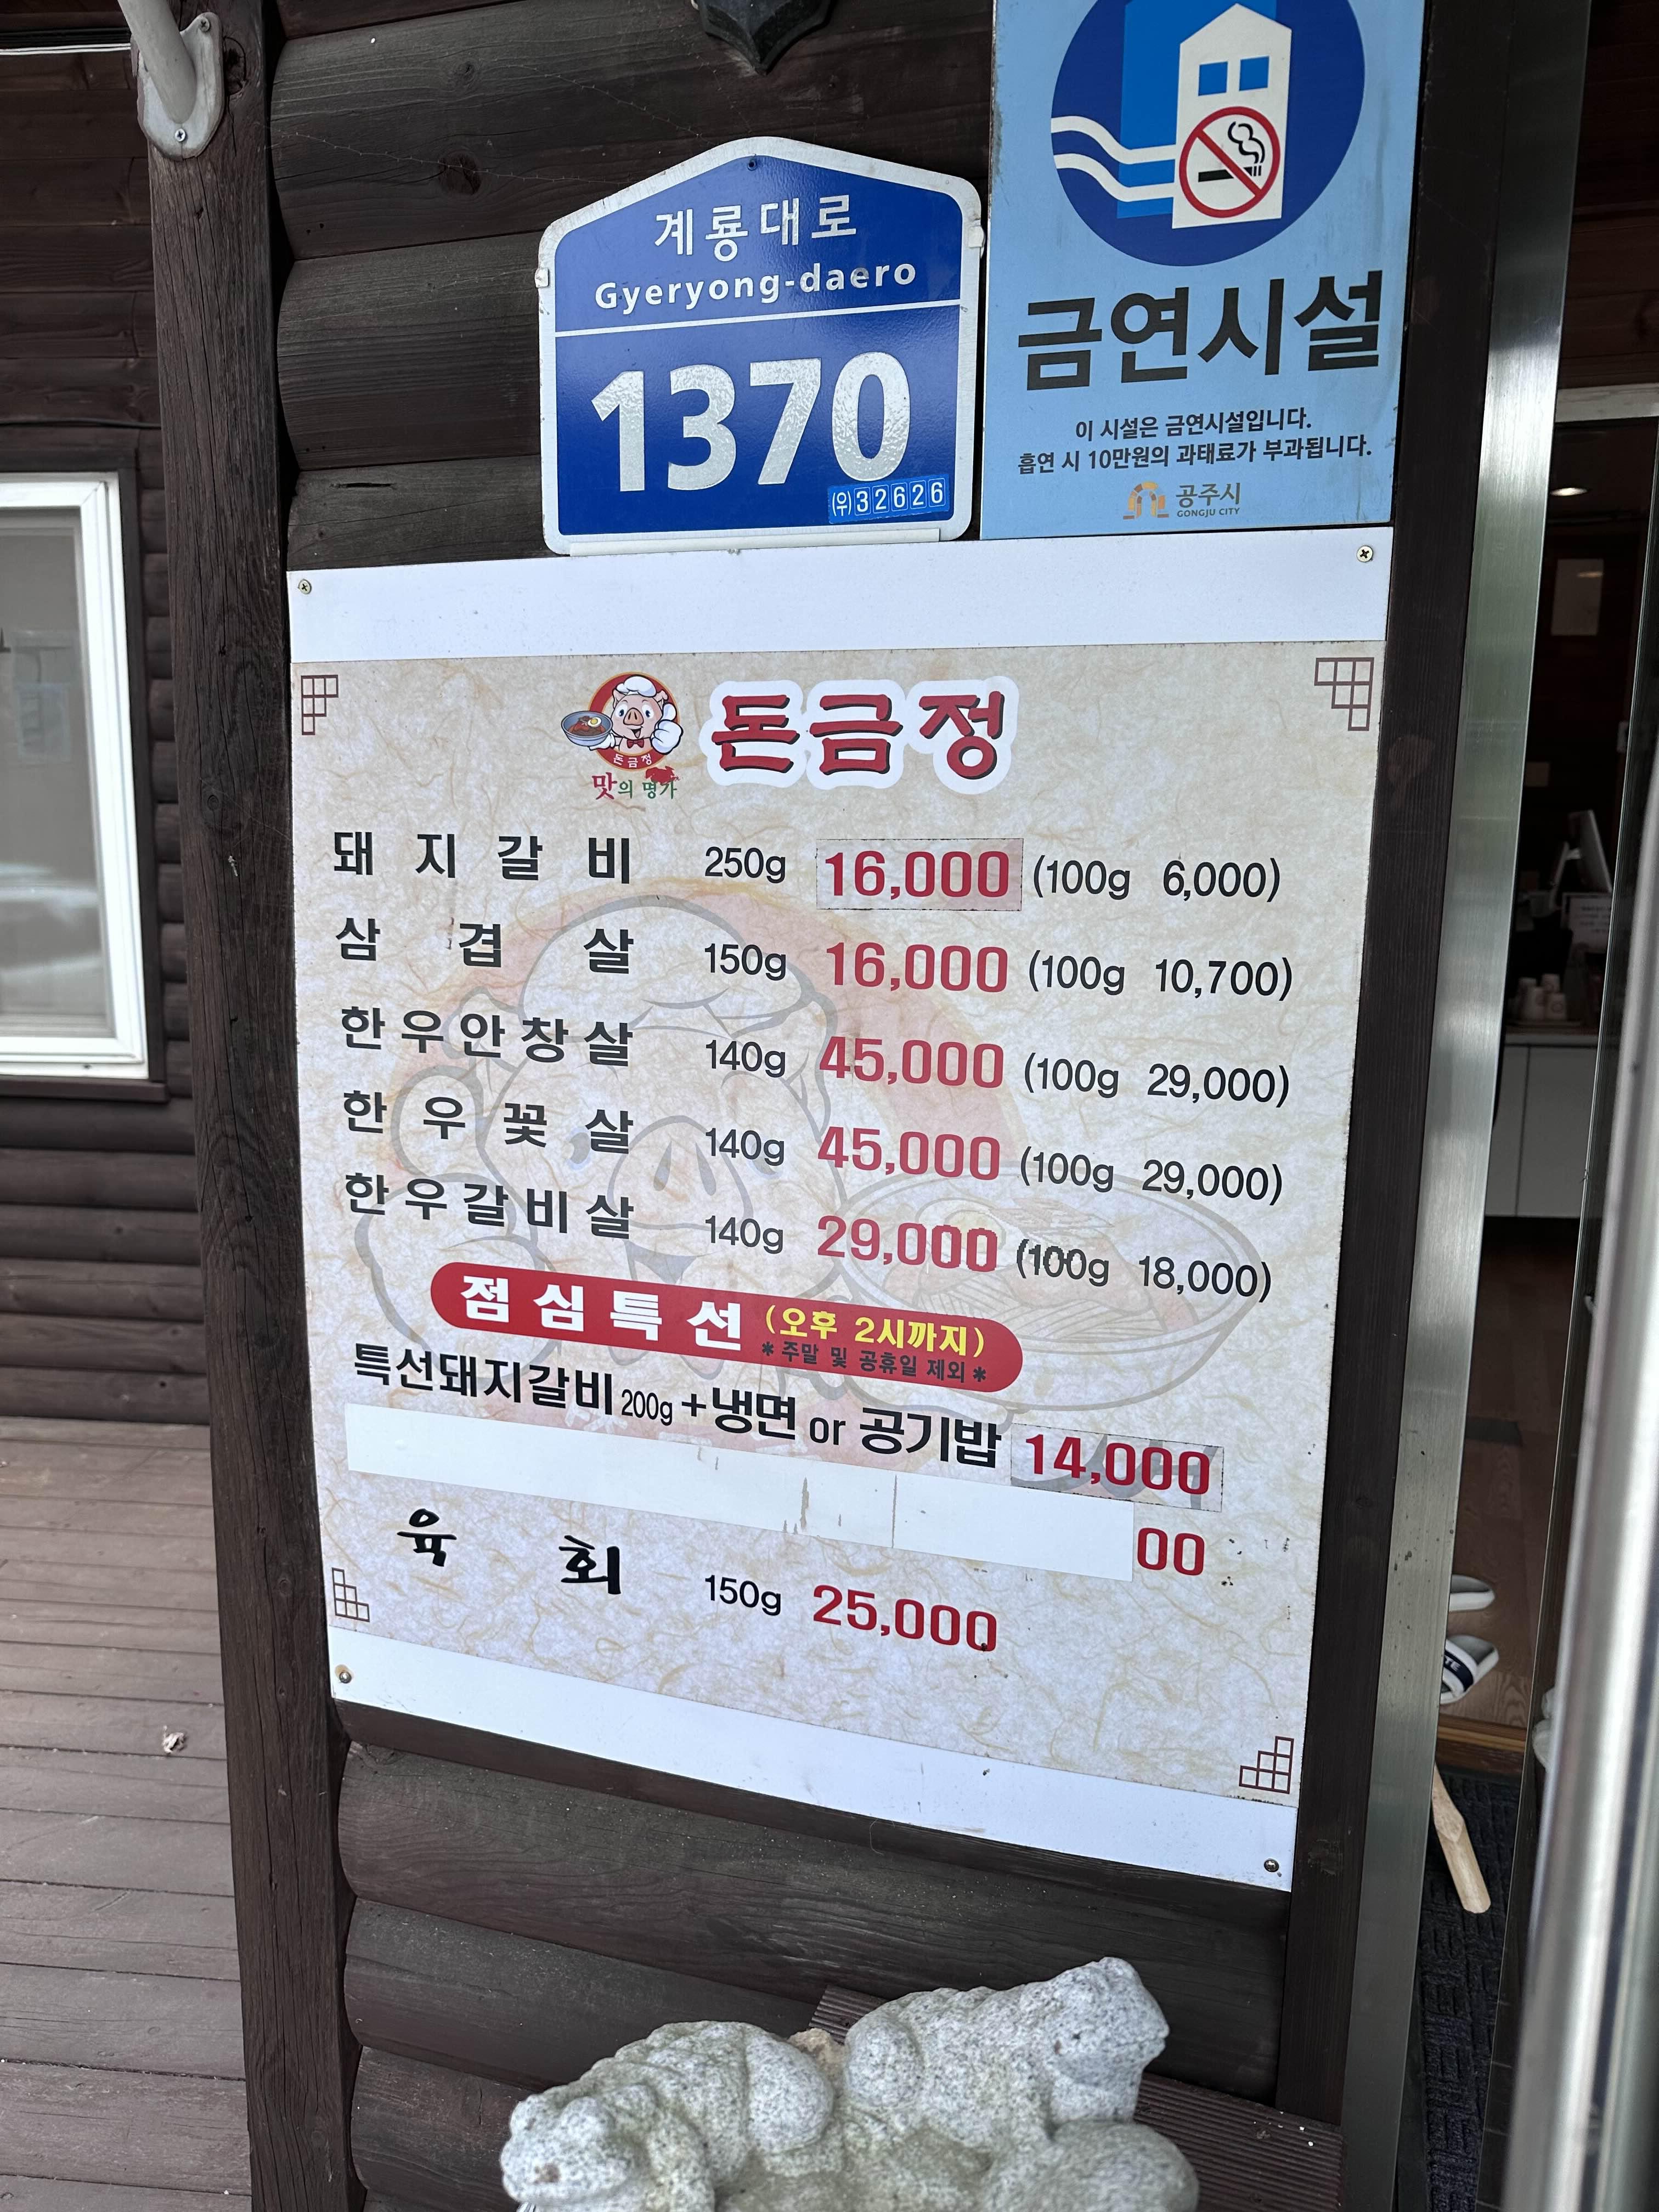 계룡대로
Gyeryong-daero
1370
(우)32626
금연시설
이 시설은 금연시설입니다.
흡연 시 10만원의 과태료가 부과됩니다.
공주시
GONGJU CITY
돈금정
맛의 명가
돈금정
돼지갈비 250g 16,000 (100g 6,000)
삼겹살 150g 16,000 (100g 10,700)
한우안창살 140g 45,000 (100g 29,000)
한우꽃살 140g 45,000 (100g 29,000)
한우갈비살 140g 29,000 (100g 18,000)
점심특선 (오후 2시까지)
*주말 및 공휴일 제외*
특선돼지갈비 200g +냉면 or 공기밥 14,000
00
육회 150g 25,000